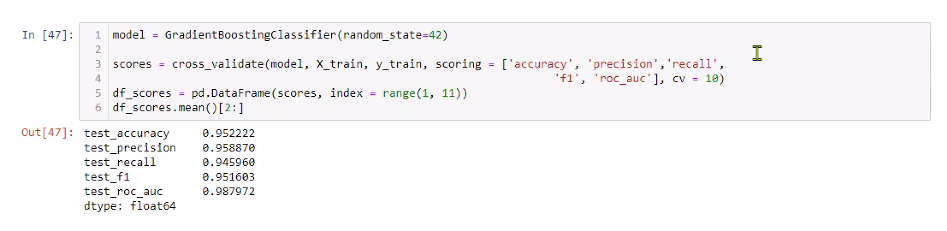 In [47]:
1 model = GradientBoostingClassifier(random_state=42)
2
3 scores = cross_validate(model, X_train, y_train, scoring = ['accuracy', 'precision','recall',
4 'f1', 'roc_auc'], cv = 10)
5 df_scores = pd.DataFrame(scores, index = range(1, 11))
6 df_scores.mean()[2:]
Out[47]:
test_accuracy 0.952222
test_precision 0.958870
test_recall 0.945960
test_f1 0.951603
test_roc_auc 0.987972
dtype: float64